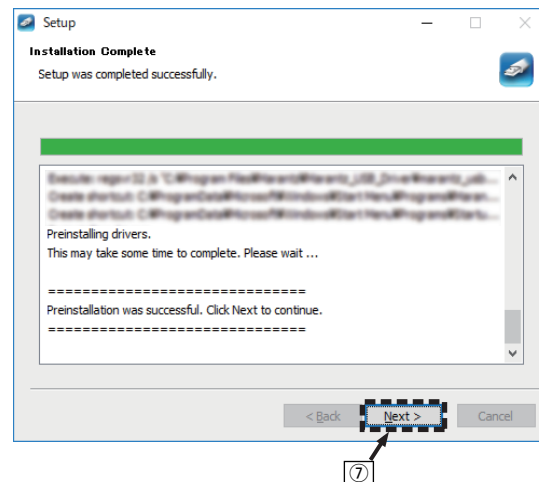 Setup
Installation Complete
Setup was completed successfully.
Preinstalling drivers.
This may take some time to complete. Please wait ...
==============================
Preinstallation was successful. Click Next to continue.
==============================
< Back Next > Cancel
⑦